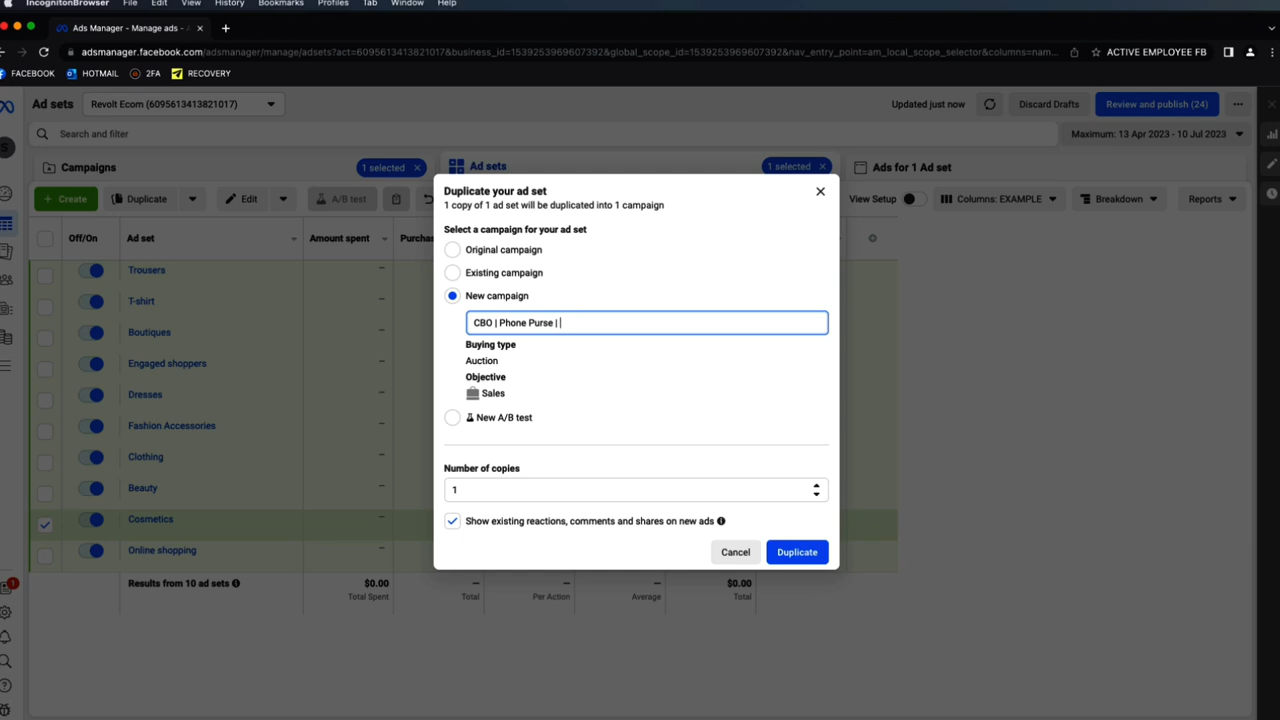 IncognitonBrowser File Edit View History Bookmarks Profiles Tab Window Help
Ads Manager - Manage ads -
adsmanager.facebook.com/adsmanager/manage/adsets?act=6095613413821017&business_id=1539253969607392&global_scope_id=1539253969607392&nav_entry_point=am_local_scope_selector&columns=nam... ACTIVE EMPLOYEE FB
FACEBOOK HOTMAIL 2FA RECOVERY
Ad sets Revolt Ecom (6095613413821017) Updated just now Discard Drafts Review and publish (24)
Search and filter Maximum: 13 Apr 2023 - 10 Jul 2023
Campaigns 1 selected Ad sets 1 selected Ads for 1 Ad set
+ Create Duplicate Edit A/B test View Setup Columns: EXAMPLE Breakdown Reports
Off/On Ad set Amount spent Purchas
Trousers –
T-shirt –
Boutiques –
Engaged shoppers –
Dresses –
Fashion Accessories –
Clothing –
Beauty –
Cosmetics –
Online shopping –
Results from 10 ad sets $0.00 – – – $0.00
Total Spent Total Per Action Average Total
Duplicate your ad set
1 copy of 1 ad set will be duplicated into 1 campaign
Select a campaign for your ad set
Original campaign
Existing campaign
New campaign
CBO | Phone Purse |
Buying type
Auction
Objective
Sales
New A/B test
Number of copies
1
Show existing reactions, comments and shares on new ads
Cancel Duplicate
1